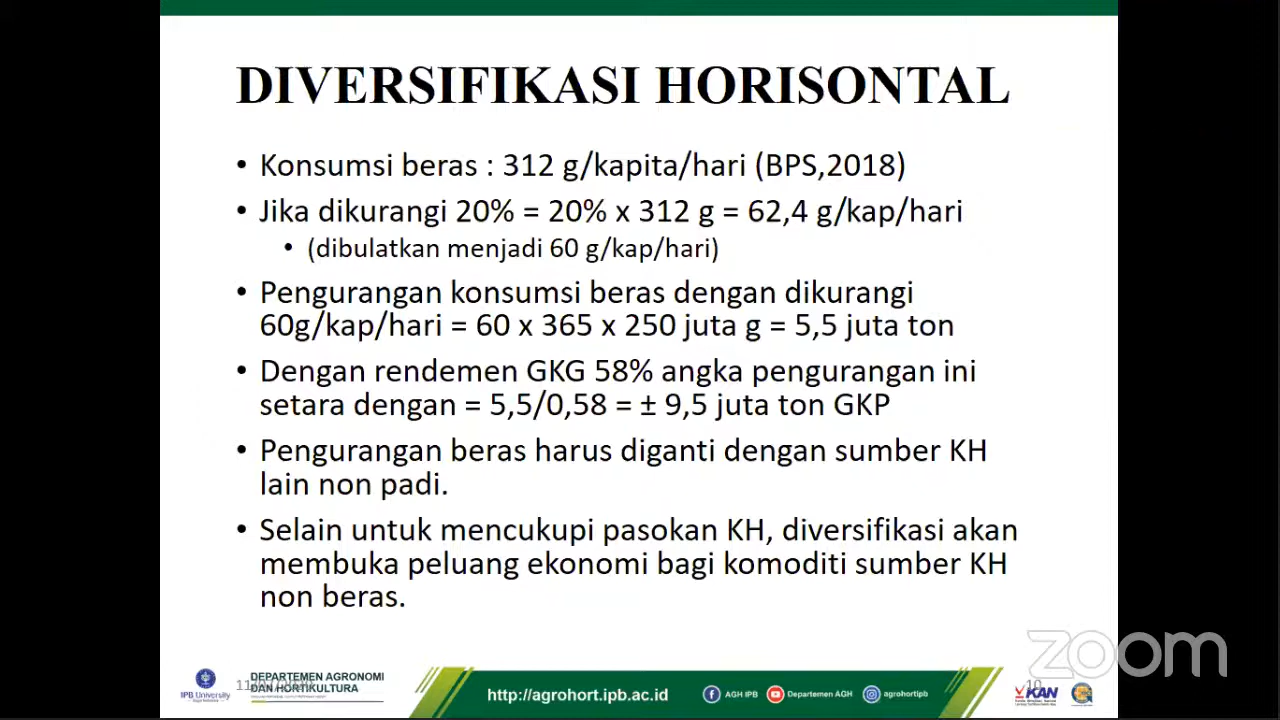 DIVERSIFIKASI HORISONTAL
• Konsumsi beras : 312 g/kapita/hari (BPS,2018)
• Jika dikurangi 20% = 20% x 312 g = 62,4 g/kap/hari
• (dibulatkan menjadi 60 g/kap/hari)
• Pengurangan konsumsi beras dengan dikurangi
60g/kap/hari = 60 x 365 x 250 juta g = 5,5 juta ton
• Dengan rendemen GKG 58% angka pengurangan ini
setara dengan = 5,5/0,58 = ± 9,5 juta ton GKP
• Pengurangan beras harus diganti dengan sumber KH
lain non padi.
• Selain untuk mencukupi pasokan KH, diversifikasi akan
membuka peluang ekonomi bagi komoditi sumber KH
non beras.
zoom
IPB University
DEPARTEMEN AGRONOMI
DAN HORTIKULTURA
http://agrohort.ipb.ac.id
AGH IPB
Departemen AGH
agrohortipb
10
KAN